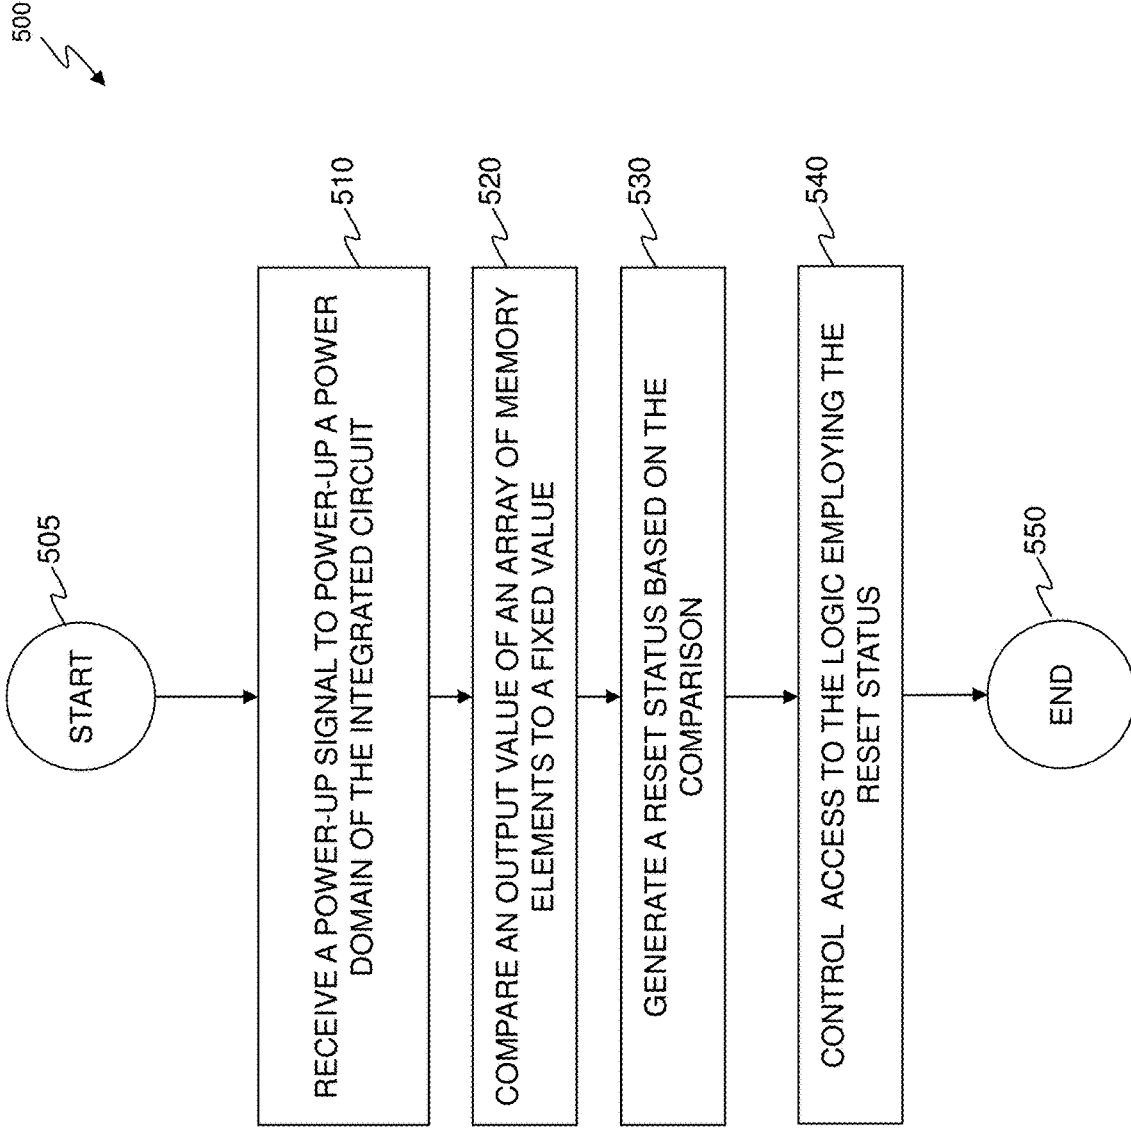 500
START
505
RECEIVE A POWER-UP SIGNAL TO POWER-UP A POWER
DOMAIN OF THE INTEGRATED CIRCUIT
510
COMPARE AN OUTPUT VALUE OF AN ARRAY OF MEMORY
ELEMENTS TO A FIXED VALUE
520
GENERATE A RESET STATUS BASED ON THE
COMPARISON
530
CONTROL ACCESS TO THE LOGIC EMPLOYING THE
RESET STATUS
540
END
550